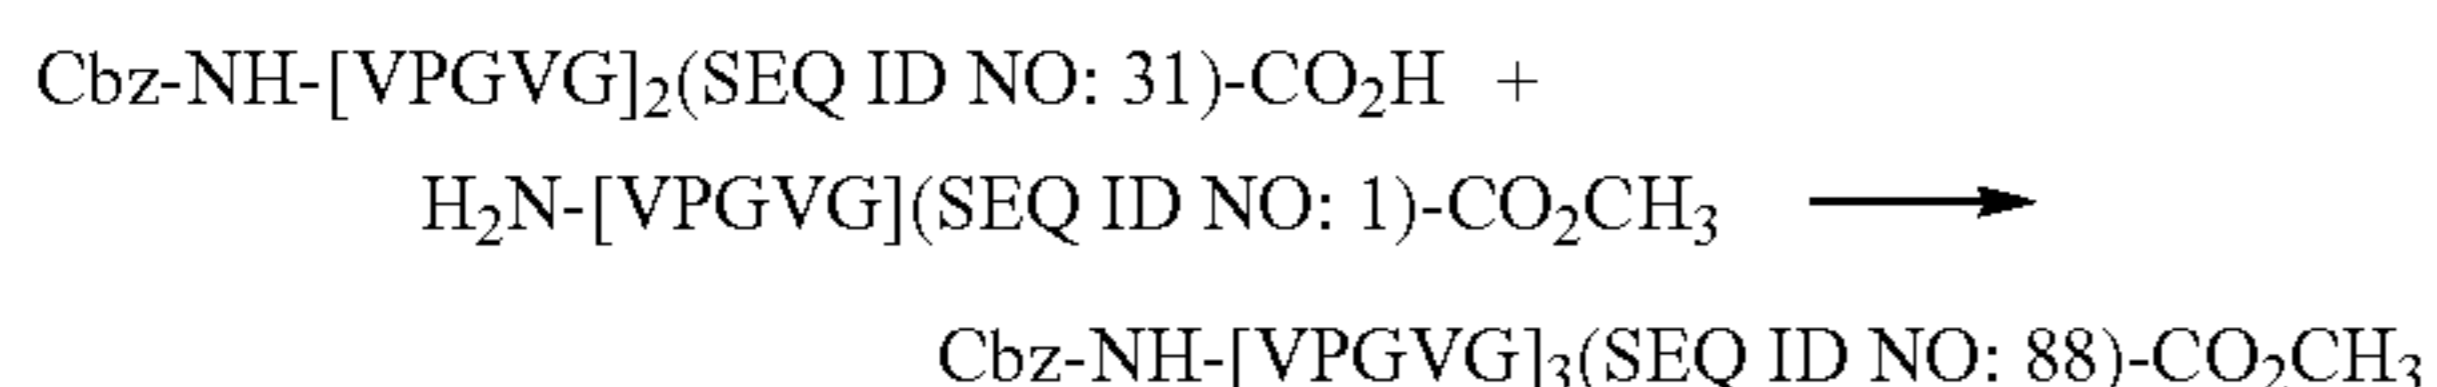 Cbz-NH-[VPGVG]₂(SEQ ID NO: 31)-CO₂H +
H₂N-[VPGVG](SEQ ID NO: 1)-CO₂CH₃ ⟶
Cbz-NH-[VPGVG]₃(SEQ ID NO: 88)-CO₂CH₃